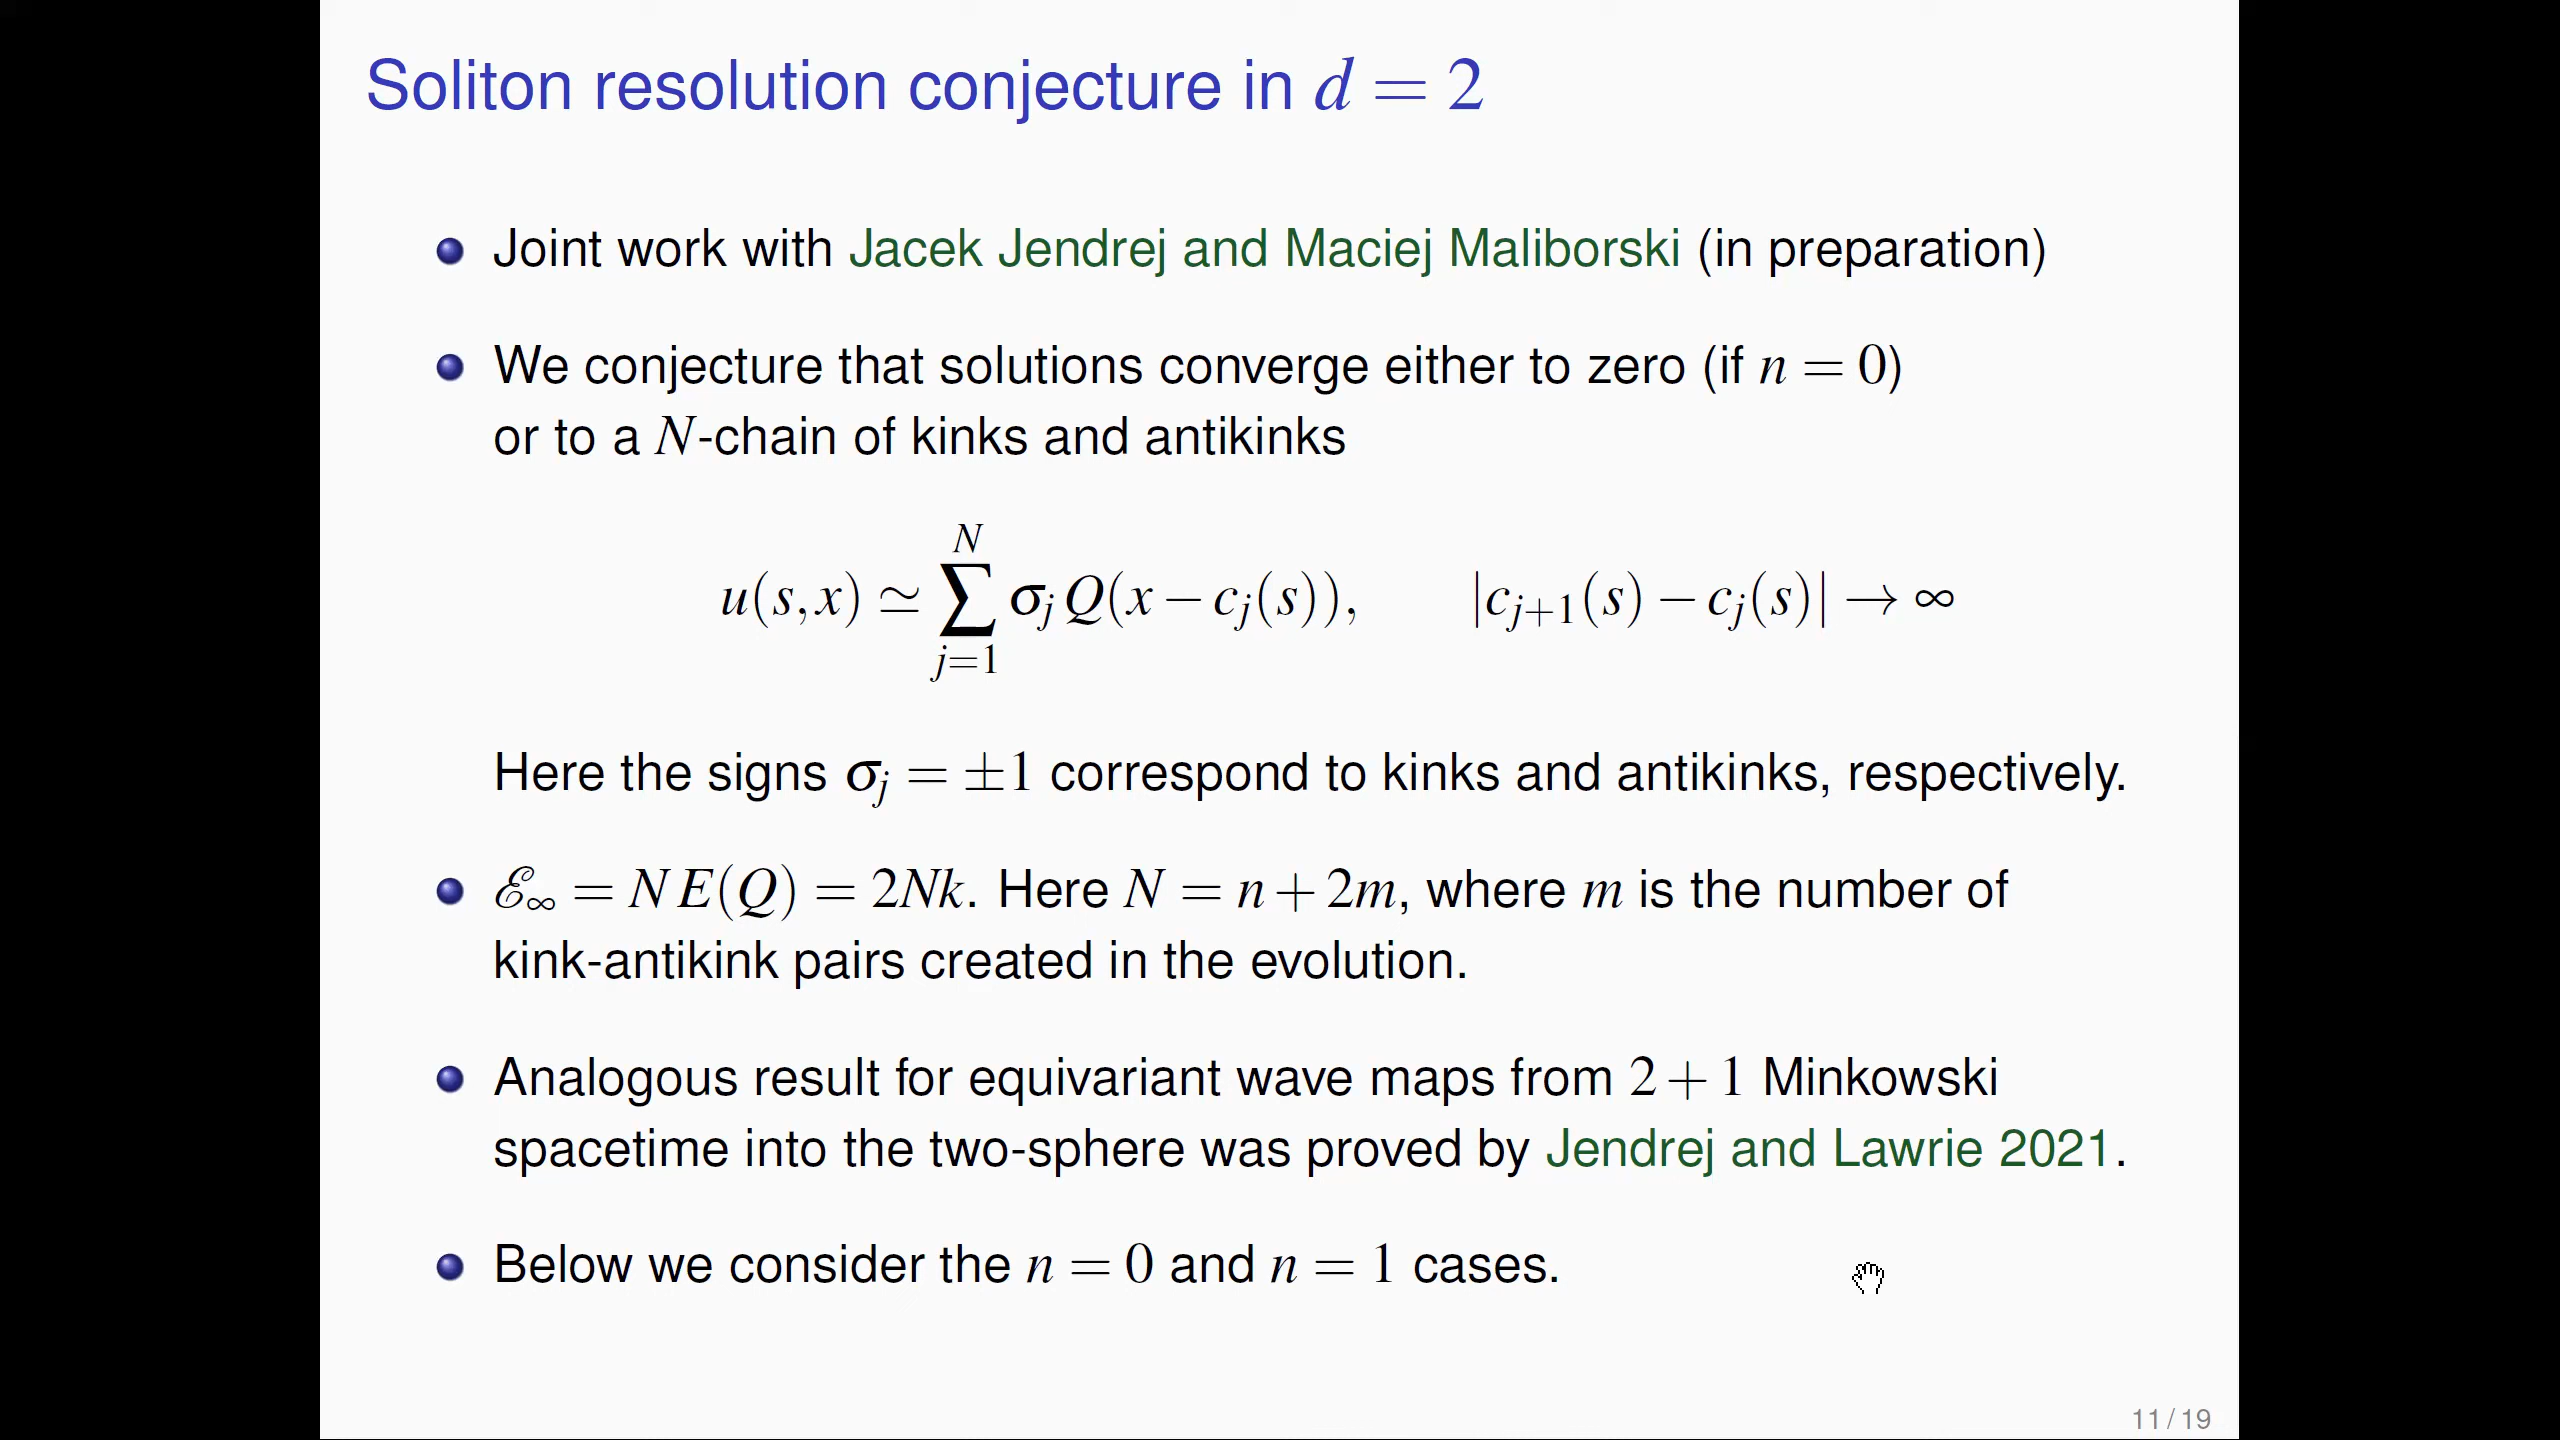 Soliton resolution conjecture in d = 2
Joint work with Jacek Jendrej and Maciej Maliborski (in preparation)
We conjecture that solutions converge either to zero (if n = 0)
or to a N-chain of kinks and antikinks
u(s,x) ≃ ∑_{j=1}^{N} σ_j Q(x − c_j(s)), |c_{j+1}(s) − c_j(s)| → ∞
Here the signs σ_j = ±1 correspond to kinks and antikinks, respectively.
ℰ_∞ = N E(Q) = 2Nk. Here N = n + 2m, where m is the number of
kink-antikink pairs created in the evolution.
Analogous result for equivariant wave maps from 2 + 1 Minkowski
spacetime into the two-sphere was proved by Jendrej and Lawrie 2021.
Below we consider the n = 0 and n = 1 cases.
11 / 19